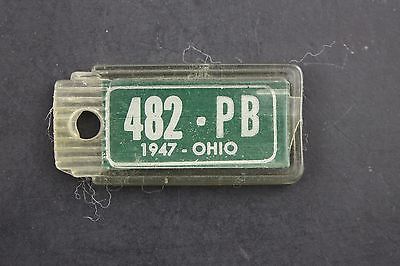 482 · PB
1947 - OHIO